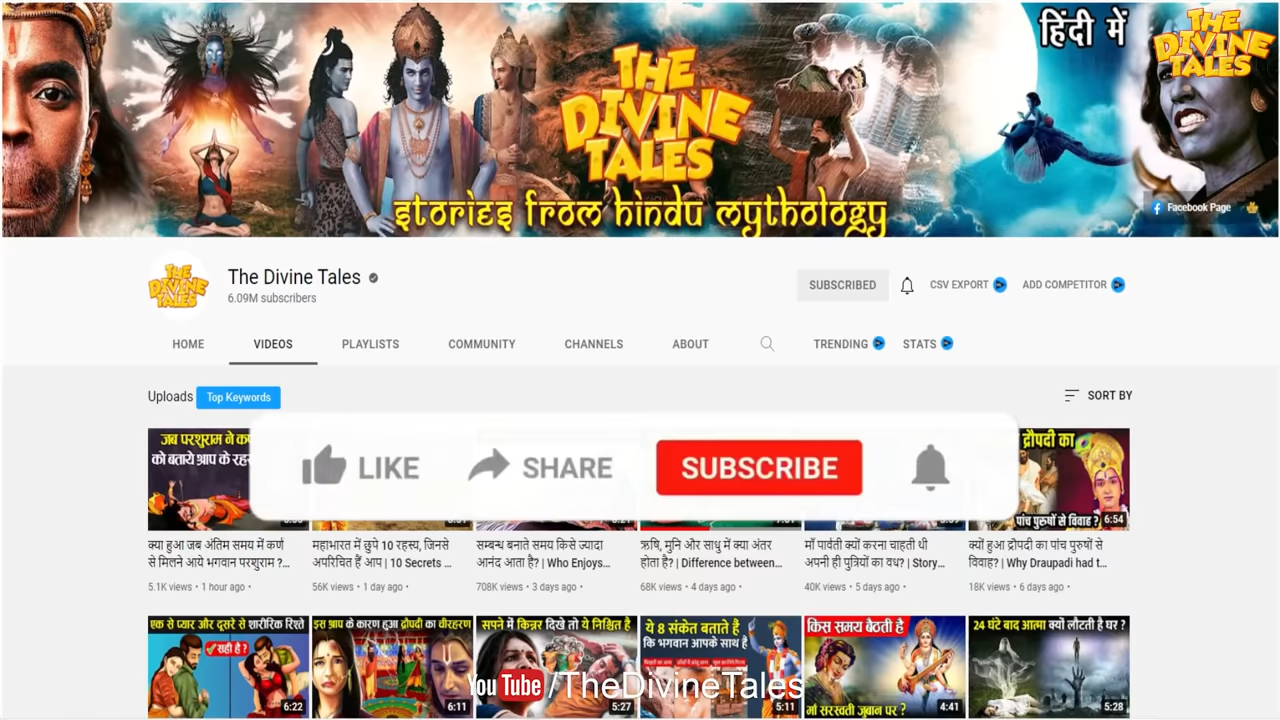 हिंदी में
THE
DIVINE
TALES
THE
DIVINE
TALES
stories from hindu mythology
Facebook Page
THE
DIVINE
TALES
The Divine Tales
6.09M subscribers
SUBSCRIBED
CSV EXPORT
ADD COMPETITOR
HOME
VIDEOS
PLAYLISTS
COMMUNITY
CHANNELS
ABOUT
TRENDING
STATS
Uploads
Top Keywords
SORT BY
जब परशुराम ने
को बताये श्राप के
LIKE
SHARE
SUBSCRIBE
द्रौपदी का
पांच पुरुषों से विवाह ?
6:54
क्या हुआ जब अंतिम समय में कर्ण
से मिलने आये भगवान परशुराम ?...
5.1K views • 1 hour ago •
महाभारत में छुपे 10 रहस्य, जिनसे
अपरिचित हैं आप | 10 Secrets ...
56K views • 1 day ago •
सम्बन्ध बनाते समय किसे ज्यादा
आनंद आता है? | Who Enjoys...
708K views • 3 days ago •
ऋषि, मुनि और साधु में क्या अंतर
होता है? | Difference between...
68K views • 4 days ago •
माँ पार्वती क्यों करना चाहती थी
अपनी ही पुत्रियों का वध? | Story...
40K views • 5 days ago •
क्यों हुआ द्रौपदी का पांच पुरुषों से
विवाह? | Why Draupadi had t...
18K views • 6 days ago •
एक से प्यार और दूसरे से शारीरिक रिश्ते
सही है ?
6:22
इस श्राप के कारण हुआ द्रौपदी का चीरहरण
6:11
सपने में किन्नर दिखे तो ये निश्चित है
5:27
ये 8 संकेत बताते है
कि भगवान आपके साथ है
5:11
किस समय बैठती है
माँ सरस्वती जुबान पर ?
4:41
24 घंटे बाद आत्मा क्यों लौटती है घर ?
5:28
YouTube /TheDivineTales